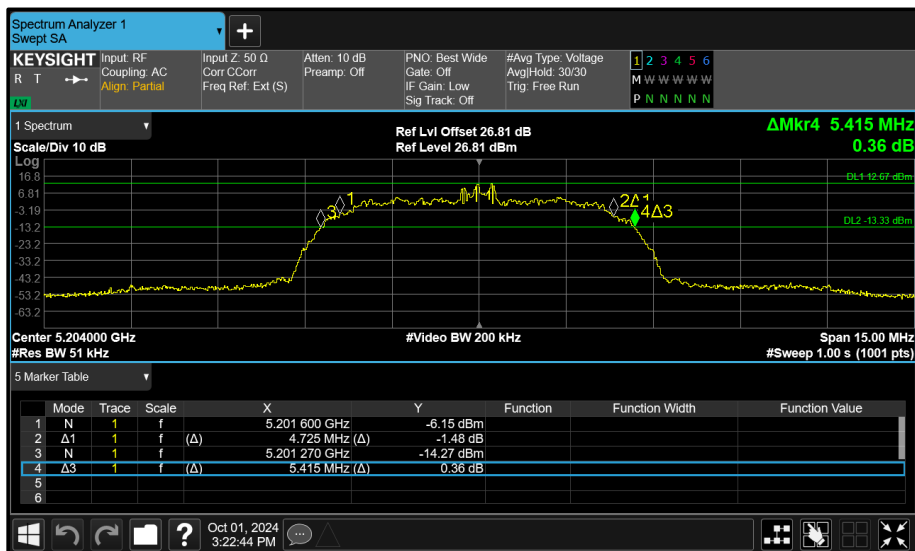 Spectrum Analyzer 1
Swept SA
KEYSIGHT Input: RF Input Z: 50 Ω Atten: 10 dB PNO: Best Wide #Avg Type: Voltage 1 2 3 4 5 6
R T Coupling: AC Corr CCorr Preamp: Off Gate: Off Avg|Hold: 30/30 M W W W W W
Align: Partial Freq Ref: Ext (S) IF Gain: Low Trig: Free Run
LXI Sig Track: Off P N N N N N
1 Spectrum Ref Lvl Offset 26.81 dB ΔMkr4 5.415 MHz
Scale/Div 10 dB Ref Level 26.81 dBm 0.36 dB
Log
16.8 DL1 12.67 dBm
6.81
1 2Δ1
-3.19
3 4Δ3
-13.2 DL2 -13.33 dBm
-23.2
-33.2
-43.2
-53.2
-63.2
Center 5.204000 GHz #Video BW 200 kHz Span 15.00 MHz
#Res BW 51 kHz #Sweep 1.00 s (1001 pts)
5 Marker Table
Mode Trace Scale X Y Function Function Width Function Value
1 N 1 f 5.201 600 GHz -6.15 dBm
2 Δ1 1 f (Δ) 4.725 MHz (Δ) -1.48 dB
3 N 1 f 5.201 270 GHz -14.27 dBm
4 Δ3 1 f (Δ) 5.415 MHz (Δ) 0.36 dB
5
6
? Oct 01, 2024
3:22:44 PM